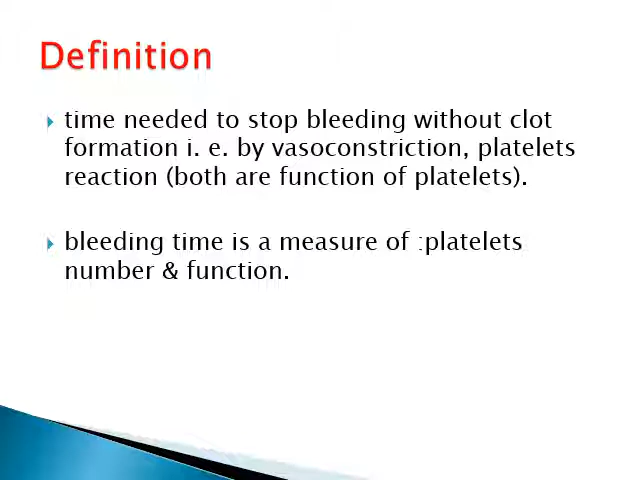 Definition
time needed to stop bleeding without clot
formation i. e. by vasoconstriction, platelets
reaction (both are function of platelets).
bleeding time is a measure of :platelets
number & function.